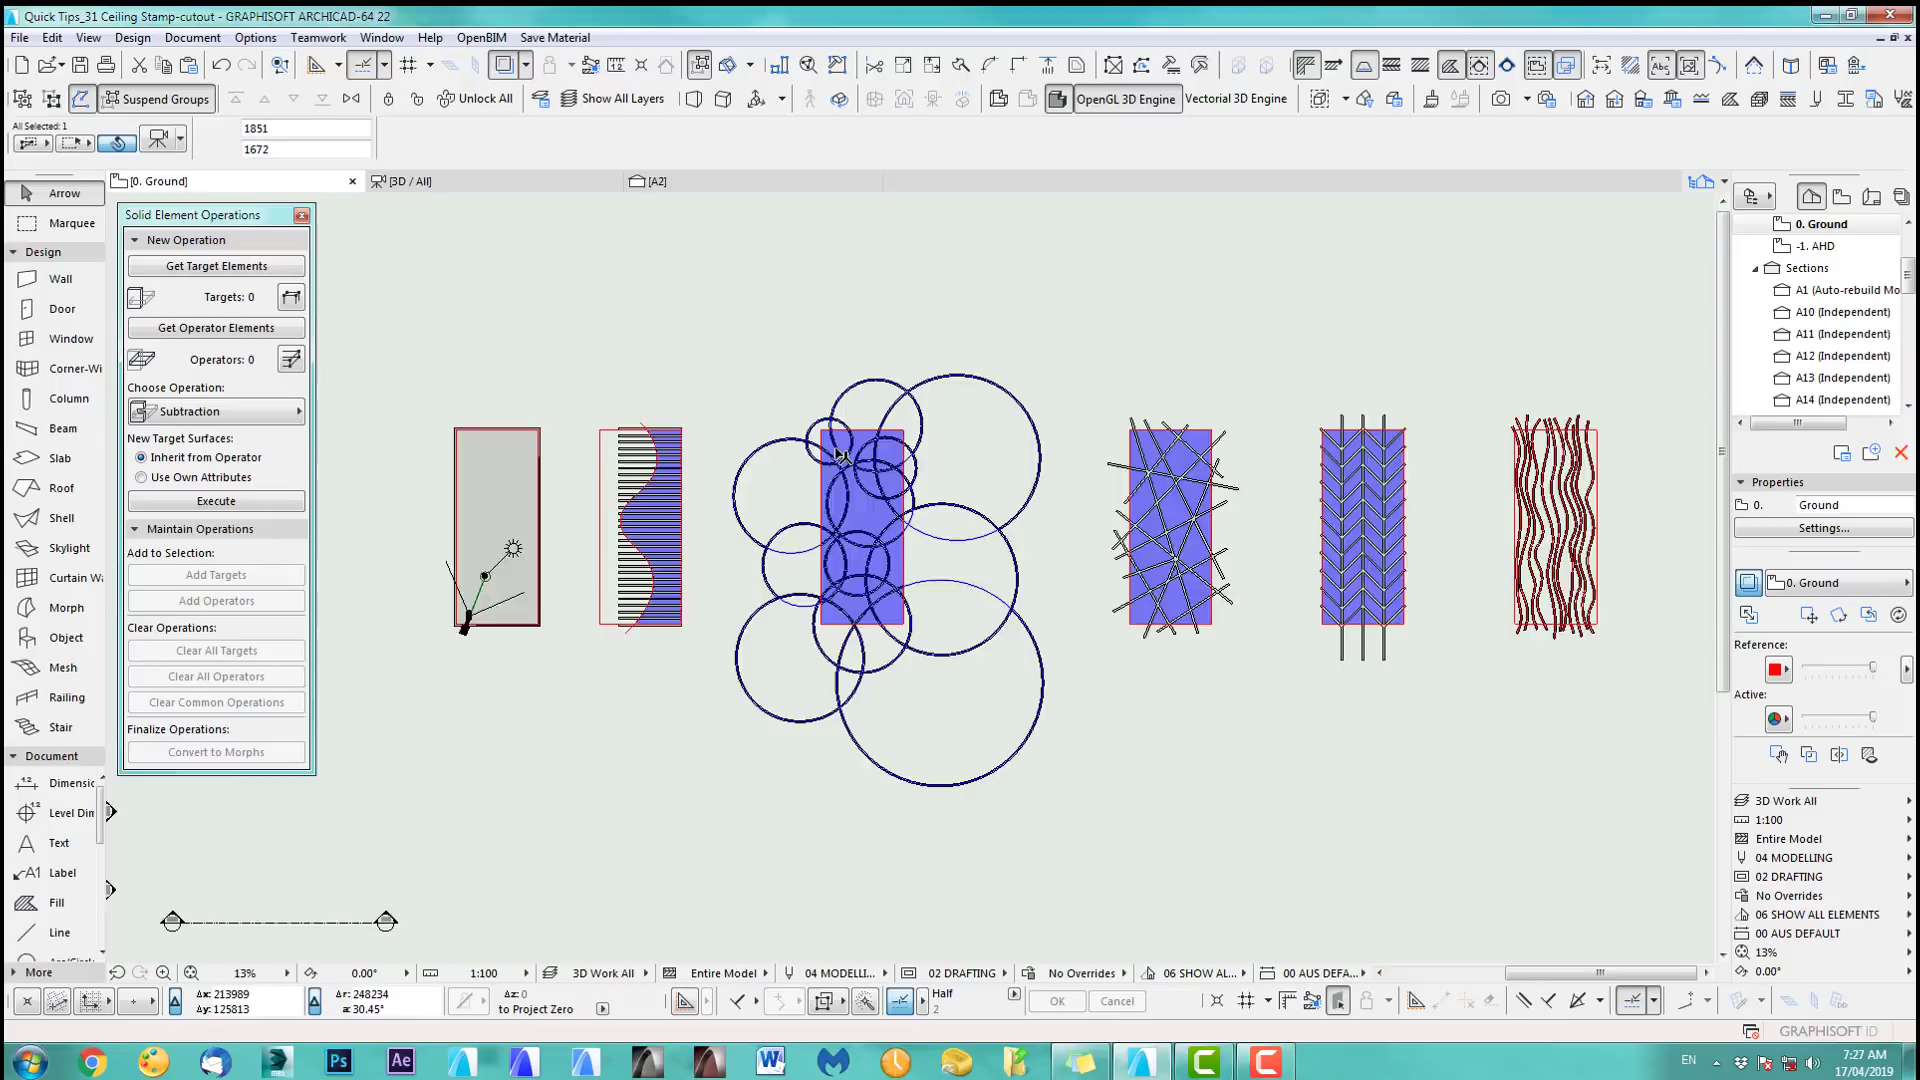 Quick Tips_31 Ceiling Stamp-cutout - GRAPHISOFT ARCHICAD-64 22
File Edit View Design Document Options Teamwork Window Help OpenBIM Save Material
Suspend Groups Unlock All Show All Layers OpenGL 3D Engine Vectorial 3D Engine
All Selected: 1
1851
1672
[0. Ground] [3D / All] [A2]
Arrow
Marquee
Design
Wall
Door
Window
Corner-Wi
Column
Beam
Slab
Roof
Shell
Skylight
Curtain Wa
Morph
Object
Mesh
Railing
Stair
Document
Dimensic
Level Dim
Text
Label
Fill
Line
More
Solid Element Operations
New Operation
Get Target Elements
Targets: 0
Get Operator Elements
Operators: 0
Choose Operation:
Subtraction
New Target Surfaces:
Inherit from Operator
Use Own Attributes
Execute
Maintain Operations
Add to Selection:
Add Targets
Add Operators
Clear Operations:
Clear All Targets
Clear All Operators
Clear Common Operations
Finalize Operations:
Convert to Morphs
0. Ground
-1. AHD
Sections
A1 (Auto-rebuild Mo
A10 (Independent)
A11 (Independent)
A12 (Independent)
A13 (Independent)
A14 (Independent)
Properties
0. Ground
Settings...
0. Ground
Reference:
Active:
3D Work All
1:100
Entire Model
04 MODELLING
02 DRAFTING
No Overrides
06 SHOW ALL ELEMENTS
00 AUS DEFAULT
13%
0.00°
13% 0.00° 1:100 3D Work All Entire Model 04 MODELLI... 02 DRAFTING No Overrides 06 SHOW AL... 00 AUS DEFA...
Δx: 213989 Δr: 248234 Δz: 0 Half OK Cancel
Δy: 125813 a: 30.45° to Project Zero 2
GRAPHISOFT ID
EN 7:27 AM
17/04/2019